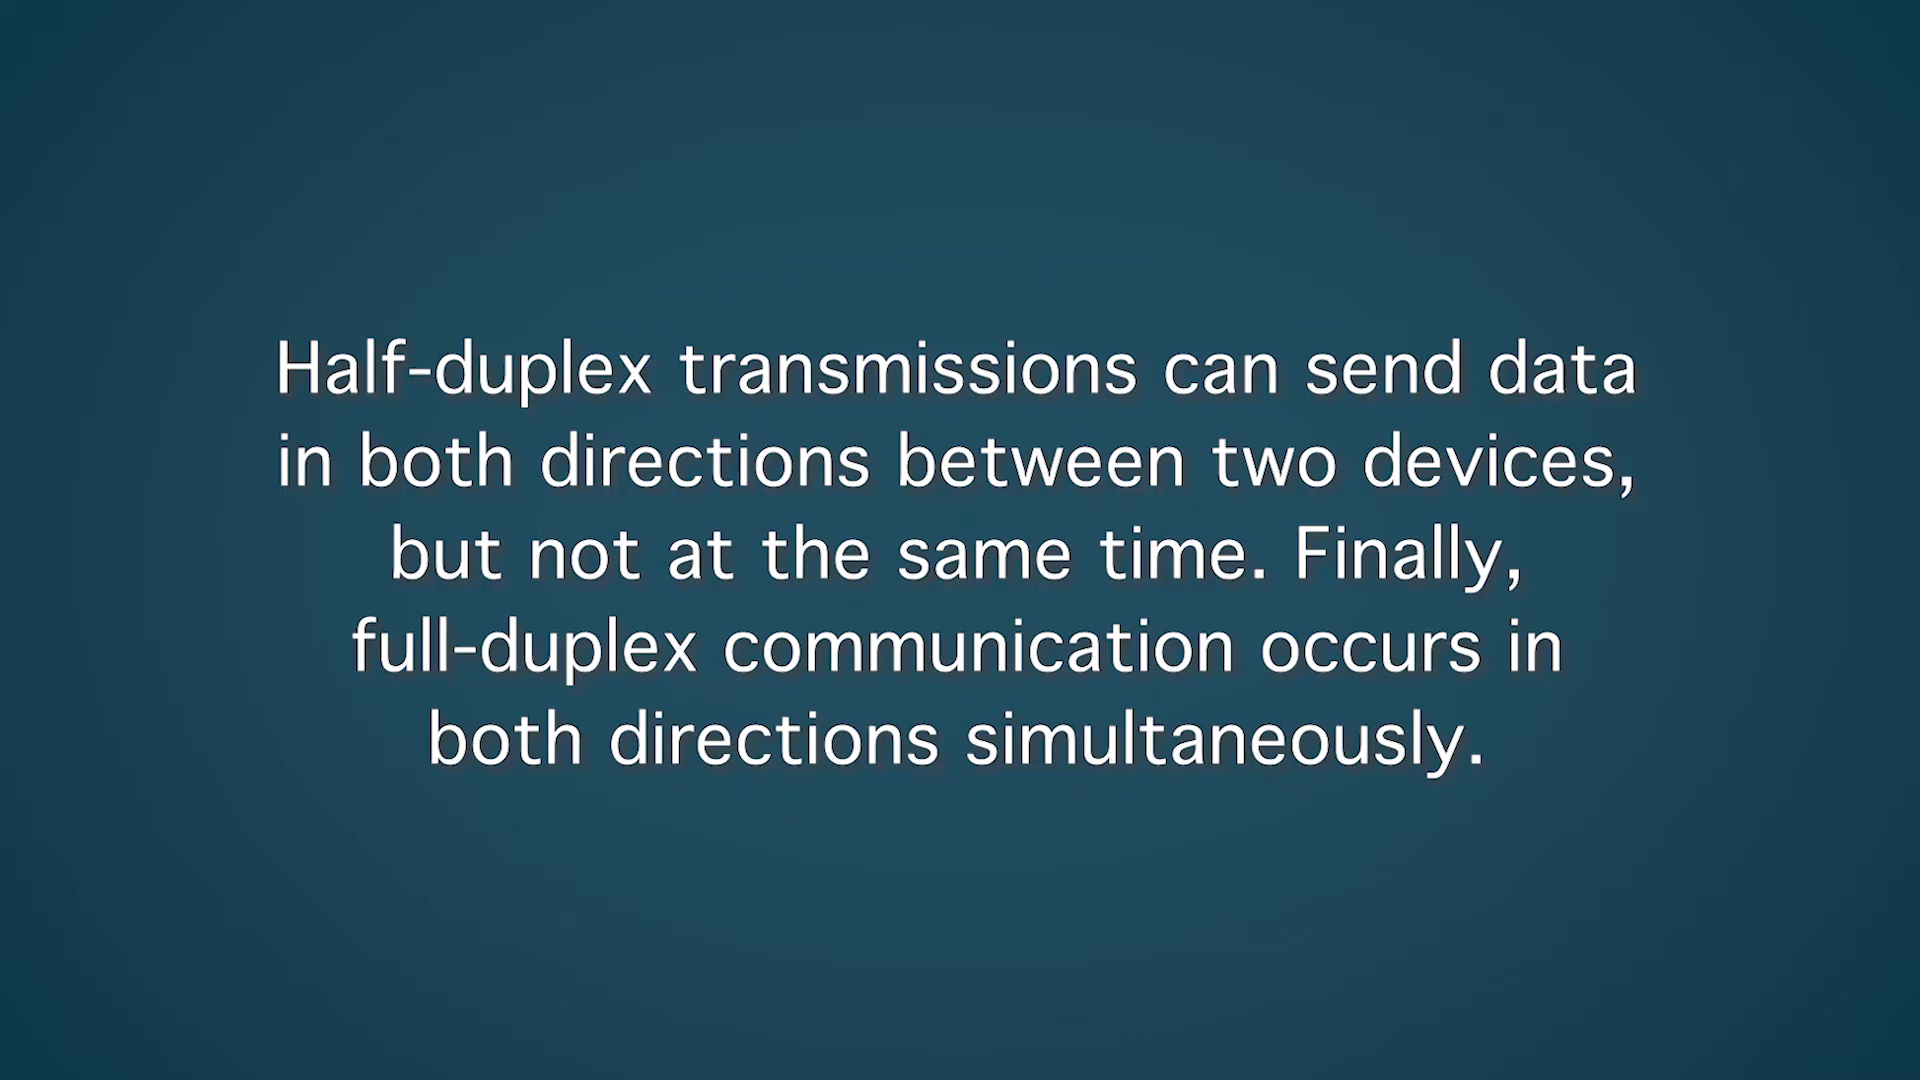 Half-duplex transmissions can send data
in both directions between two devices,
but not at the same time. Finally,
full-duplex communication occurs in
both directions simultaneously.